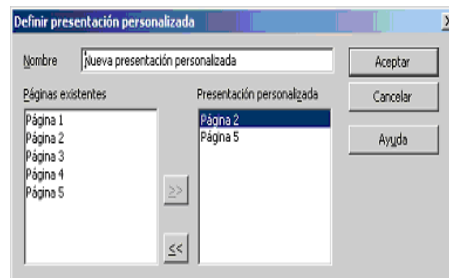 Definir presentación personalizada
Nombre
Nueva presentación personalizada
Aceptar
Páginas existentes
Presentación personalizada
Cancelar
Página 1
Página 2
Página 3
Página 4
Página 5
Página 2
Página 5
Ayuda
>>
<<